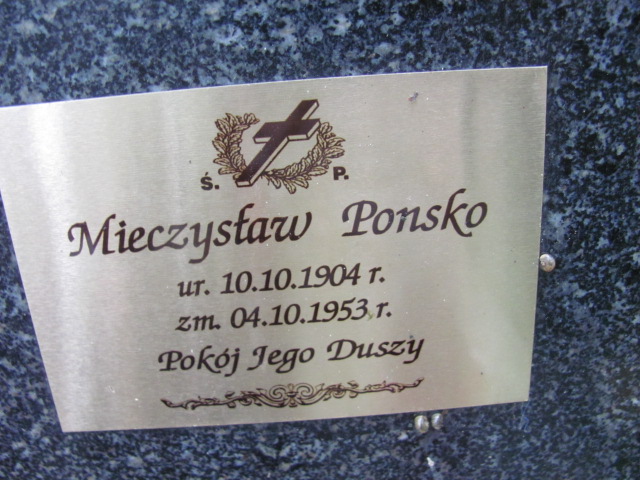 Ś. P.
Mieczysław Ponsko
ur. 10.10.1904 r.
zm. 04.10.1953 r.
Pokój Jego Duszy